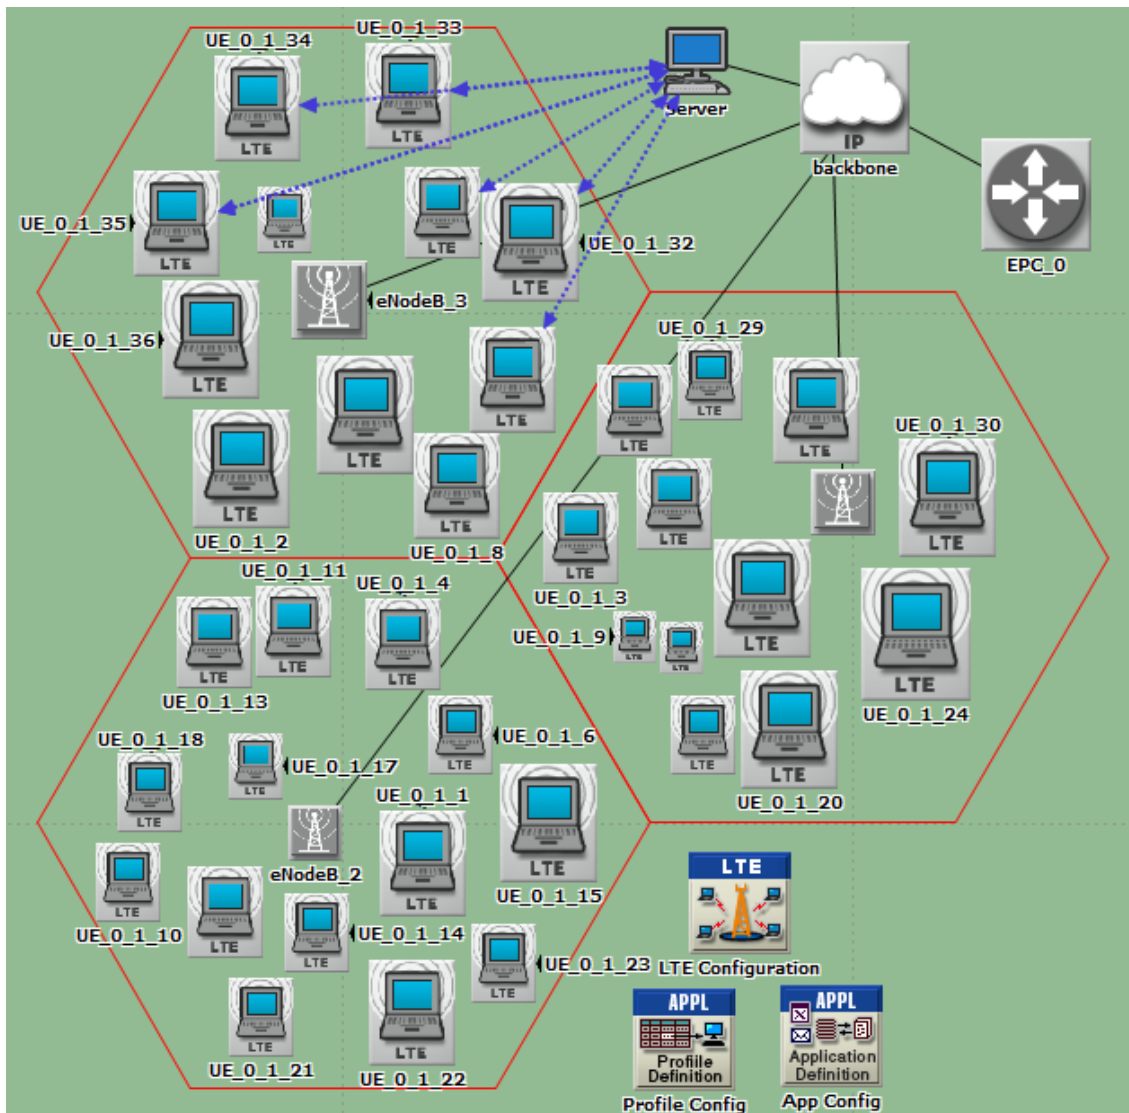 UE_0_1_34
UE_0_1_33
LTE
LTE
Server
IP
backbone
EPC_0
UE_0_1_35
LTE
LTE
LTE
LTE
UE_0_1_32
eNodeB_3
UE_0_1_36
LTE
LTE
LTE
LTE
UE_0_1_2
LTE
UE_0_1_8
UE_0_1_29
LTE
LTE
LTE
UE_0_1_30
LTE
LTE
LTE
UE_0_1_3
LTE
UE_0_1_9
LTE
LTE
LTE
UE_0_1_24
LTE
LTE
UE_0_1_20
UE_0_1_11
LTE
UE_0_1_4
LTE
LTE
UE_0_1_13
UE_0_1_18
LTE
LTE
UE_0_1_17
LTE
UE_0_1_6
UE_0_1_1
LTE
LTE
UE_0_1_15
eNodeB_2
LTE
UE_0_1_10
LTE
LTE
UE_0_1_14
LTE
UE_0_1_23
LTE
UE_0_1_21
LTE
UE_0_1_22
LTE
LTE Configuration
APPL
Profiile
Definition
Profile Config
APPL
Application
Definition
App Config